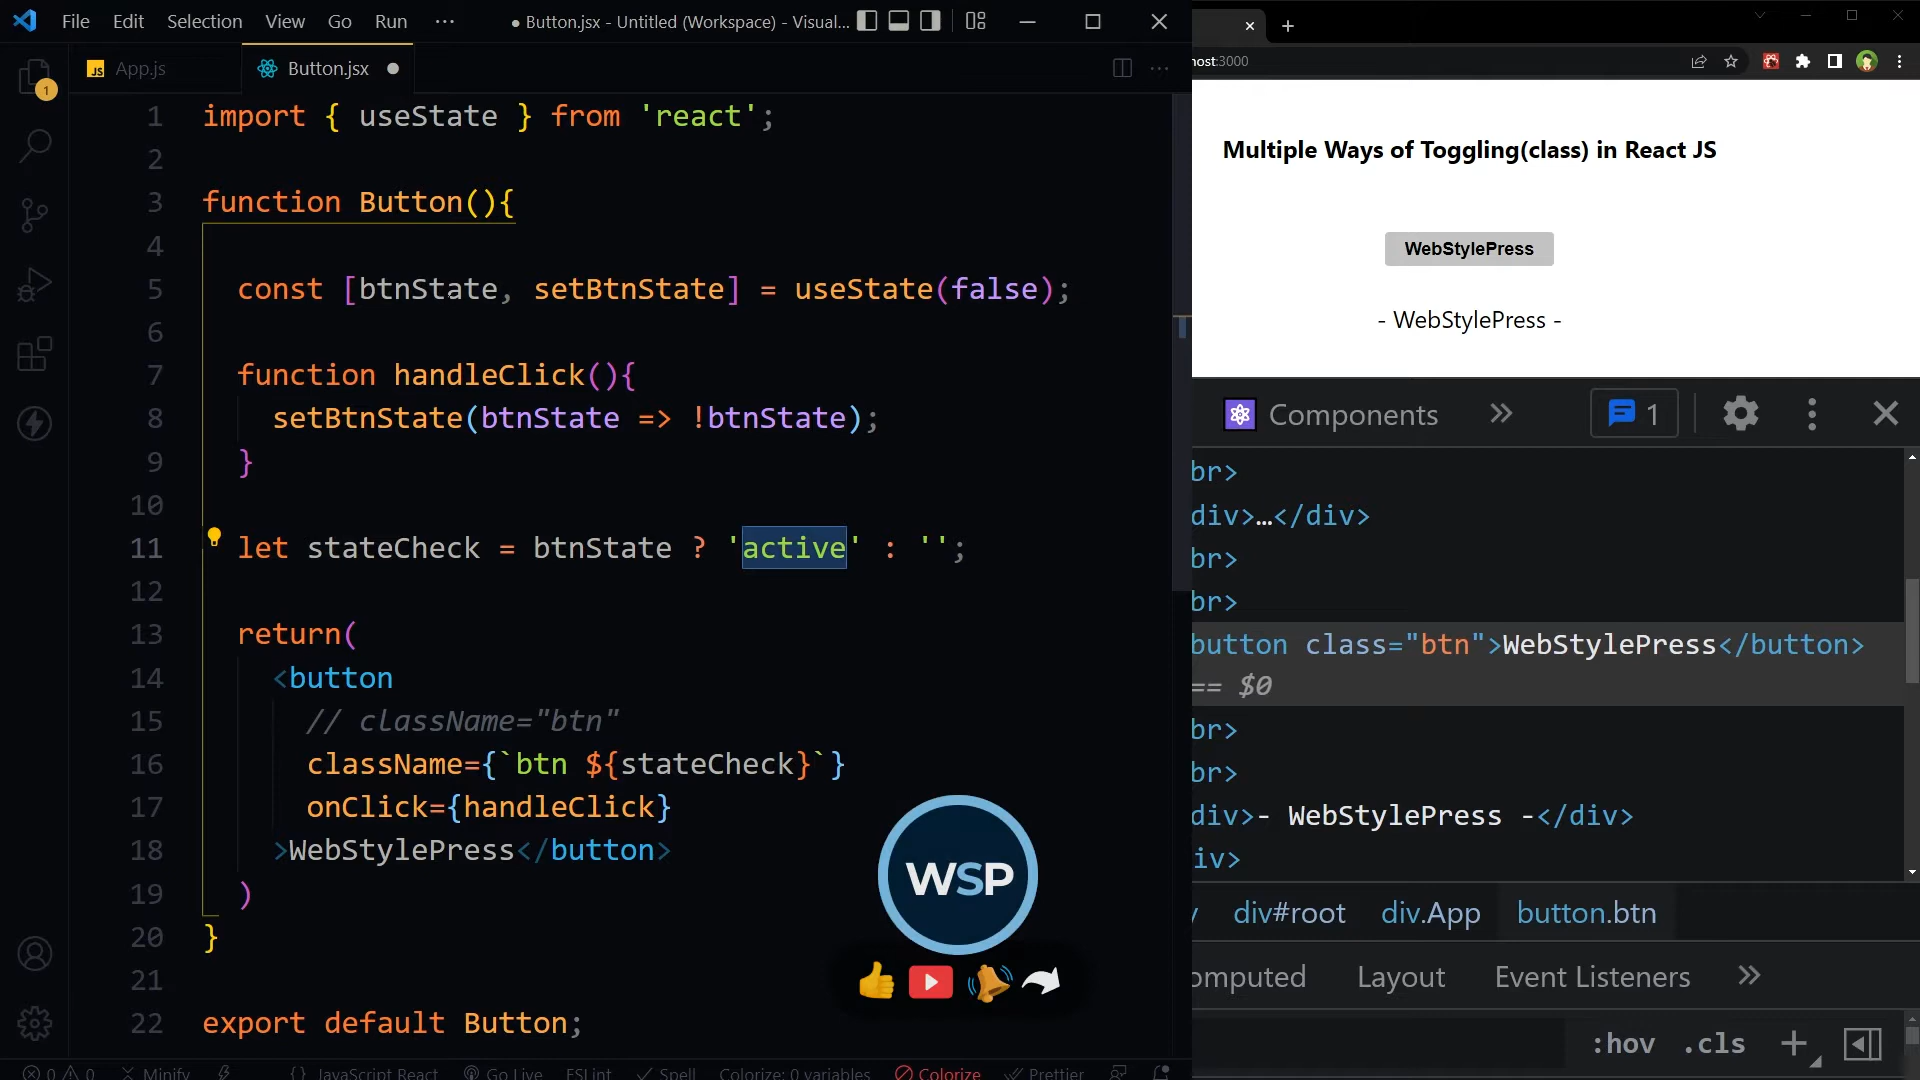 File Edit Selection View Go Run ··· ● Button.jsx - Untitled (Workspace) - Visual...
1
JS App.js Button.jsx ●
1 import { useState } from 'react';
2
3 function Button(){
4
5 const [btnState, setBtnState] = useState(false);
6
7 function handleClick(){
8 setBtnState(btnState => !btnState);
9 }
10
11 let stateCheck = btnState ? 'active' : '';
12
13 return(
14 <button
15 // className="btn"
16 className={`btn ${stateCheck}`}
17 onClick={handleClick}
18 >WebStylePress</button>
19 )
20 }
21
22 export default Button;
WSP
0 0 Minify {} JavaScript React Go Live ESLint Spell Colorize: 0 variables Colorize Prettier
host:3000
Multiple Ways of Toggling(class) in React JS
WebStylePress
- WebStylePress -
Components » 1
br>
div>…</div>
br>
br>
button class="btn">WebStylePress</button>
== $0
br>
br>
div>- WebStylePress -</div>
iv>
y div#root div.App button.btn
omputed Layout Event Listeners »
:hov .cls +